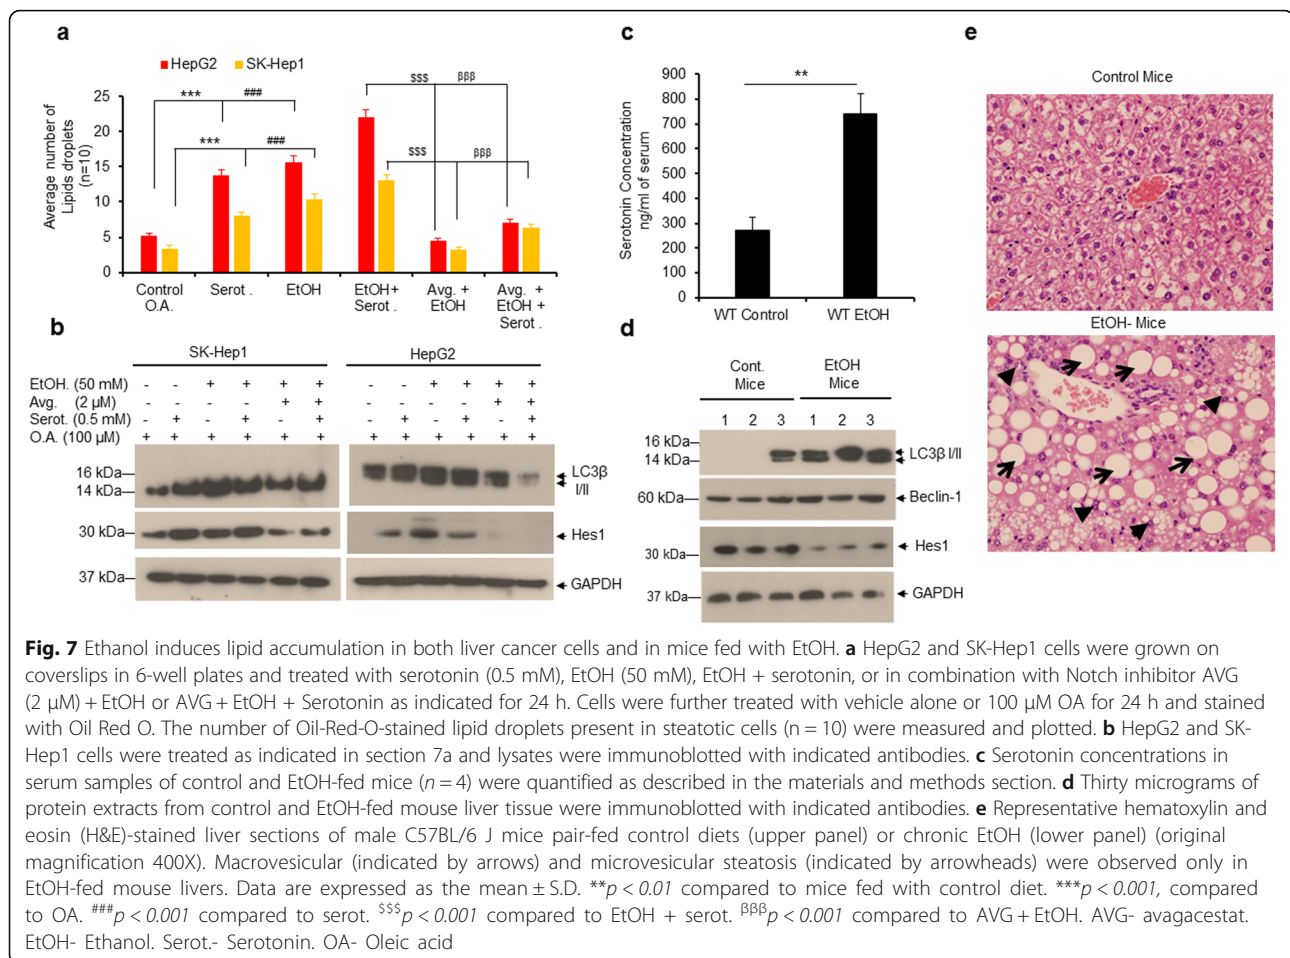 a
HepG2 SK-Hep1
*** ### $$$ βββ
*** ### $$$ βββ
Average number of
Lipids droplets
(n=10)
25
20
15
10
5
0
Control
O.A.
Serot .
EtOH
EtOH+
Serot .
Avg. +
EtOH
Avg. +
EtOH +
Serot .
b
SK-Hep1 HepG2
EtOH. (50 mM) - - + + + + - - + + + +
Avg. (2 µM) - - - - + + - - - - + +
Serot. (0.5 mM) - + - + - + - + - + - +
O.A. (100 µM) + + + + + + + + + + + +
16 kDa
14 kDa
LC3β
I/II
30 kDa Hes1
37 kDa GAPDH
c
**
Serotonin Concentration
ng/ml of serum
900
800
700
600
500
400
300
200
100
0
WT Control WT EtOH
d
Cont.
Mice
EtOH
Mice
1 2 3 1 2 3
16 kDa
14 kDa
LC3β I/II
60 kDa Beclin-1
30 kDa Hes1
37 kDa GAPDH
e
Control Mice
EtOH- Mice
Fig. 7 Ethanol induces lipid accumulation in both liver cancer cells and in mice fed with EtOH. a HepG2 and SK-Hep1 cells were grown on
coverslips in 6-well plates and treated with serotonin (0.5 mM), EtOH (50 mM), EtOH + serotonin, or in combination with Notch inhibitor AVG
(2 μM) + EtOH or AVG + EtOH + Serotonin as indicated for 24 h. Cells were further treated with vehicle alone or 100 μM OA for 24 h and stained
with Oil Red O. The number of Oil-Red-O-stained lipid droplets present in steatotic cells (n = 10) were measured and plotted. b HepG2 and SK-
Hep1 cells were treated as indicated in section 7a and lysates were immunoblotted with indicated antibodies. c Serotonin concentrations in
serum samples of control and EtOH-fed mice (n = 4) were quantified as described in the materials and methods section. d Thirty micrograms of
protein extracts from control and EtOH-fed mouse liver tissue were immunoblotted with indicated antibodies. e Representative hematoxylin and
eosin (H&E)-stained liver sections of male C57BL/6 J mice pair-fed control diets (upper panel) or chronic EtOH (lower panel) (original
magnification 400X). Macrovesicular (indicated by arrows) and microvesicular steatosis (indicated by arrowheads) were observed only in
EtOH-fed mouse livers. Data are expressed as the mean ± S.D. **p < 0.01 compared to mice fed with control diet. ***p < 0.001, compared
to OA. ###p < 0.001 compared to serot. $$$p < 0.001 compared to EtOH + serot. βββp < 0.001 compared to AVG + EtOH. AVG- avagacestat.
EtOH- Ethanol. Serot.- Serotonin. OA- Oleic acid